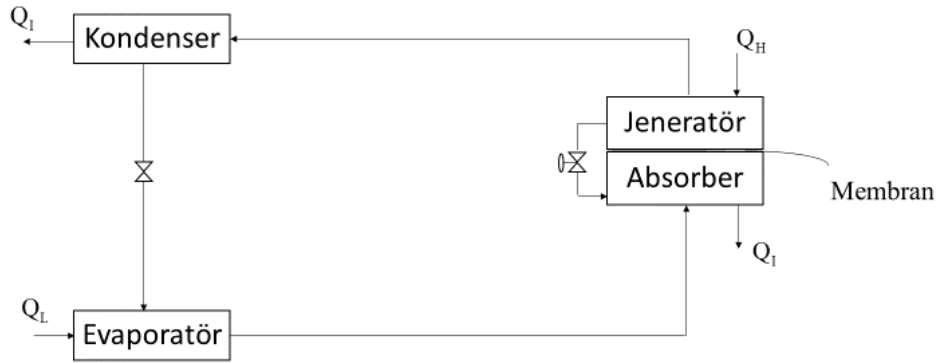 Q_I
Kondenser
Q_H
Jeneratör
Absorber
Membran
Q_I
Q_L
Evaporatör